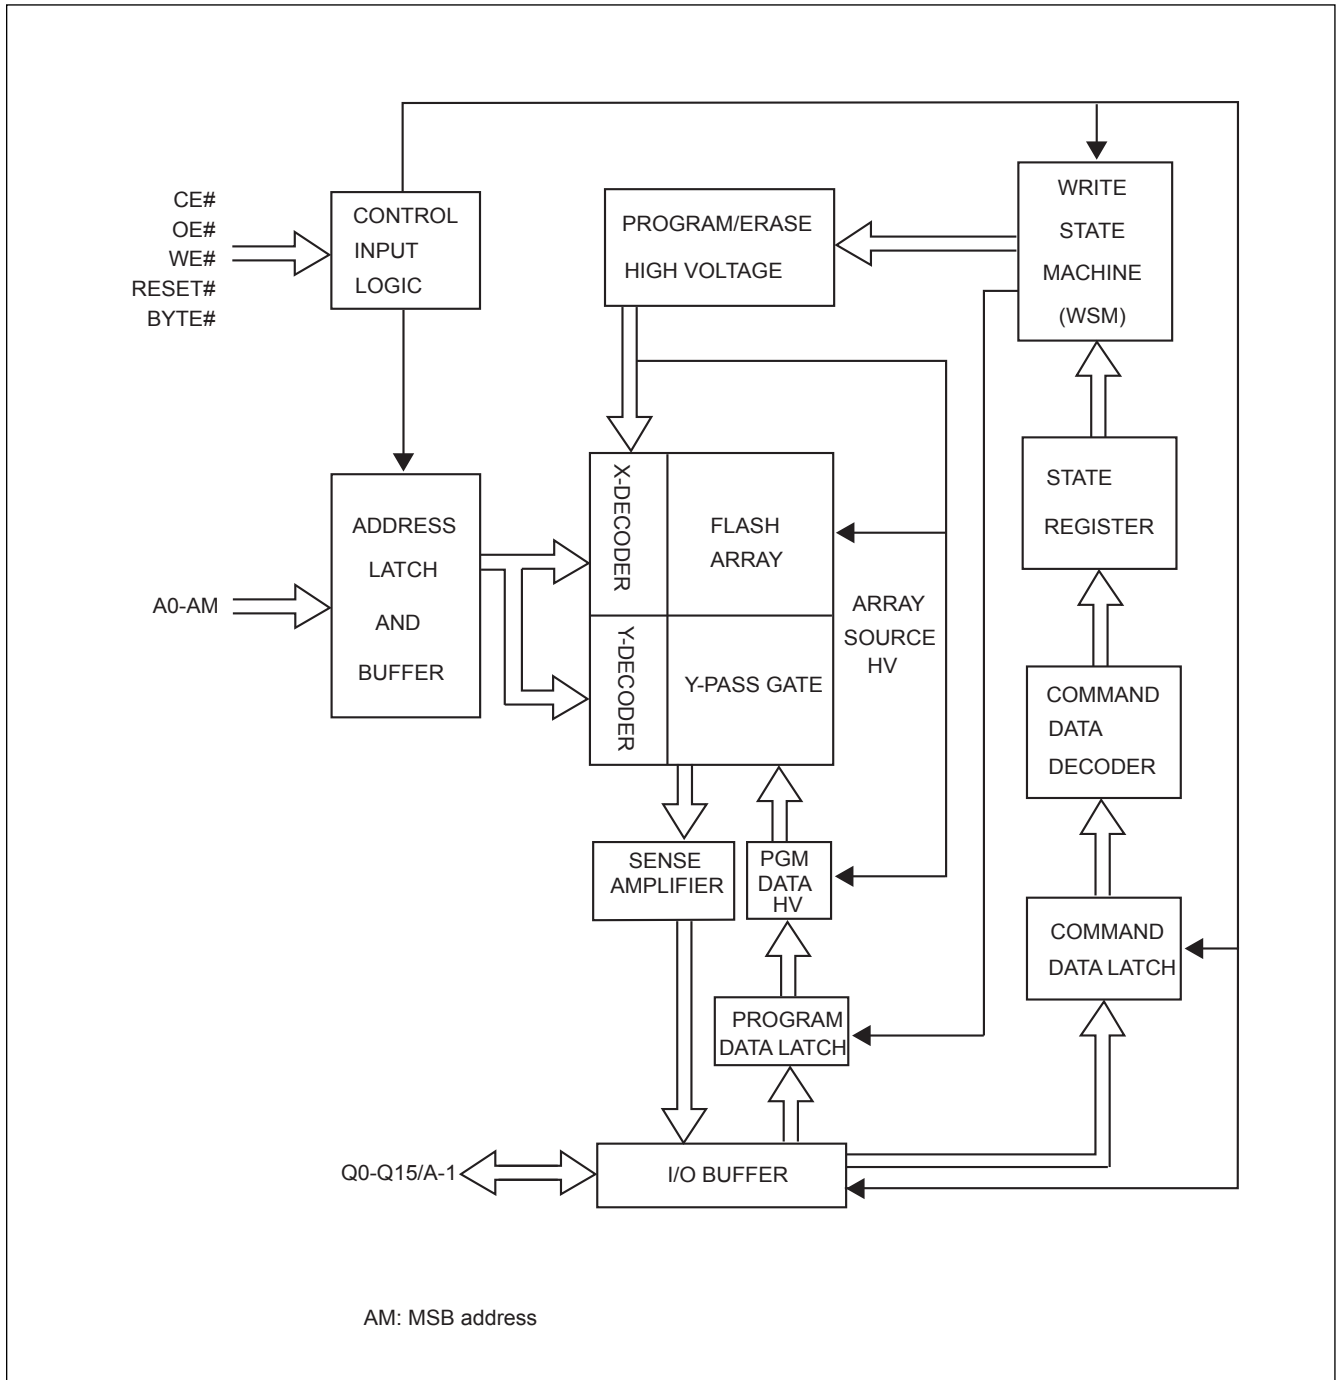 CE#
OE#
WE#
RESET#
BYTE#
CONTROL
INPUT
LOGIC
PROGRAM/ERASE
HIGH VOLTAGE
WRITE
STATE
MACHINE
(WSM)
STATE
REGISTER
A0-AM
ADDRESS
LATCH
AND
BUFFER
X-DECODER
FLASH
ARRAY
Y-DECODER
Y-PASS GATE
ARRAY
SOURCE
HV
COMMAND
DATA
DECODER
SENSE
AMPLIFIER
PGM
DATA
HV
COMMAND
DATA LATCH
PROGRAM
DATA LATCH
Q0-Q15/A-1
I/O BUFFER
AM: MSB address